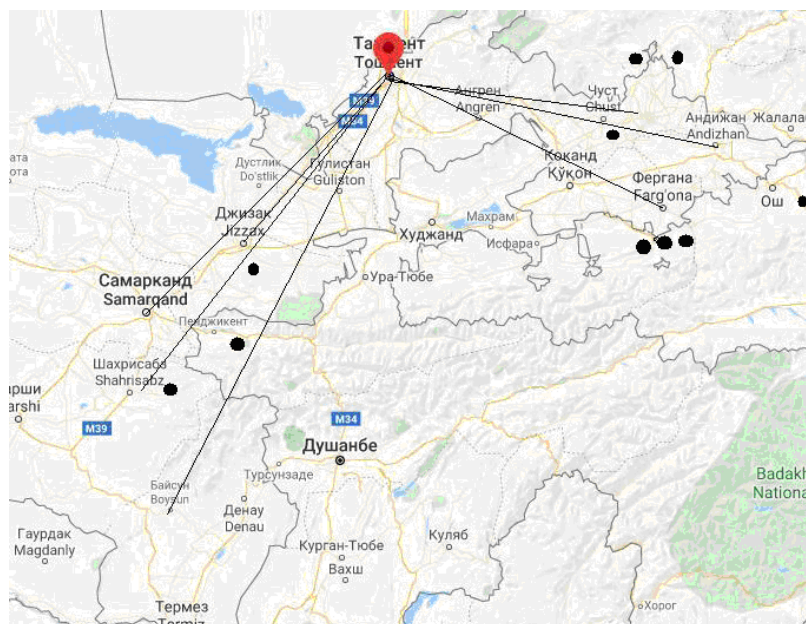 Ташкент
Тошкент
M39
M34
Ангрен
Angren
Чуст
Chust
Андижан
Andizhan
Жалалаб
Дустлик
Do'stlik
Гулистан
Guliston
Коканд
Қўқон
Фергана
Farg'ona
Ош
Джизак
Jizzax
Худжанд
Махрам
Исфара
Ура-Тюбе
Самарканд
Samarqand
Пенджикент
Шахрисабз
Shahrisabz
арши
arshi
M39
M34
Душанбе
Турсунзаде
Байсун
Boysun
Денау
Denau
Badakh
National
Гаурдак
Magdanly
Курган-Тюбе
Вахш
Куляб
Термез
Хорог